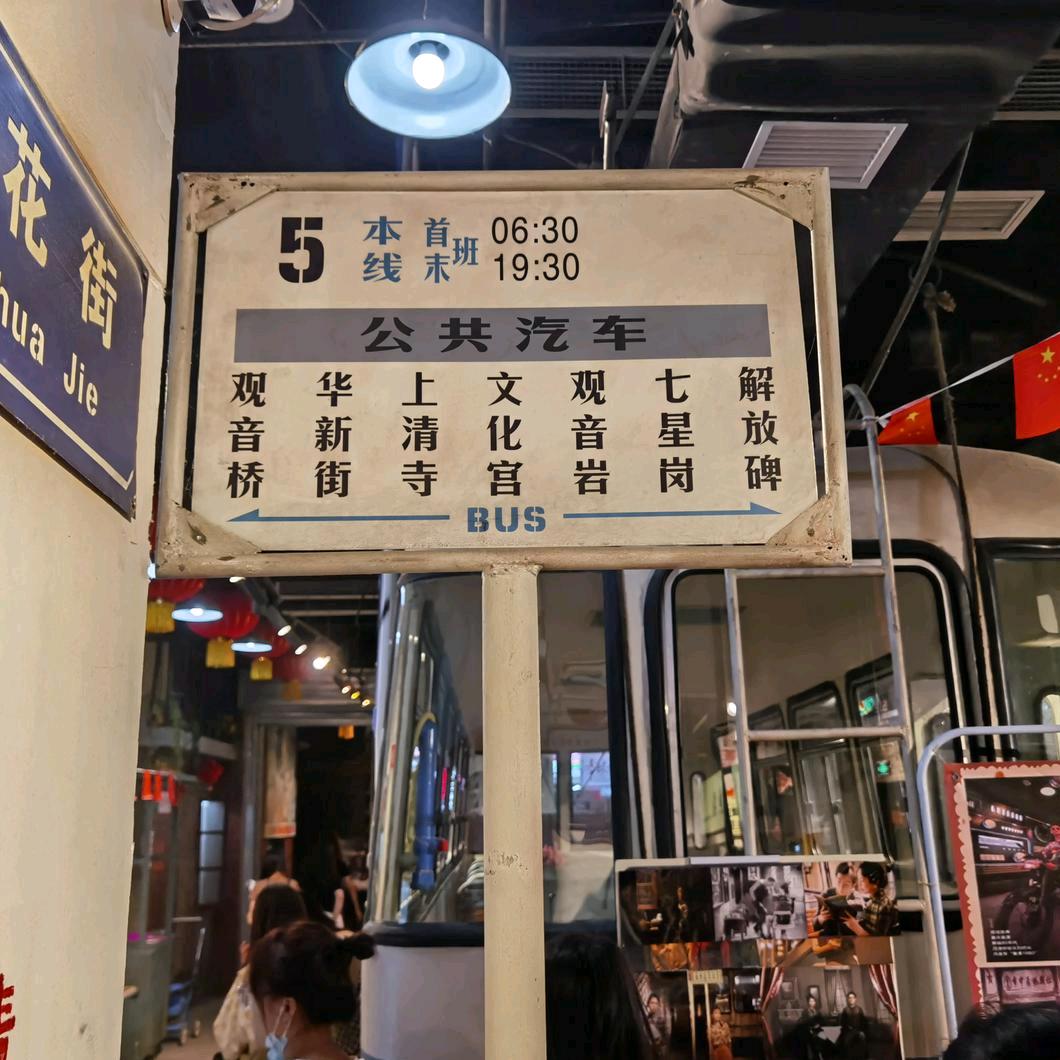 花街
hua Jie
5 本线 首末班 06:30 19:30
公共汽车
观音桥
华新街
上清寺
文化宫
观音岩
七星岗
解放碑
BUS